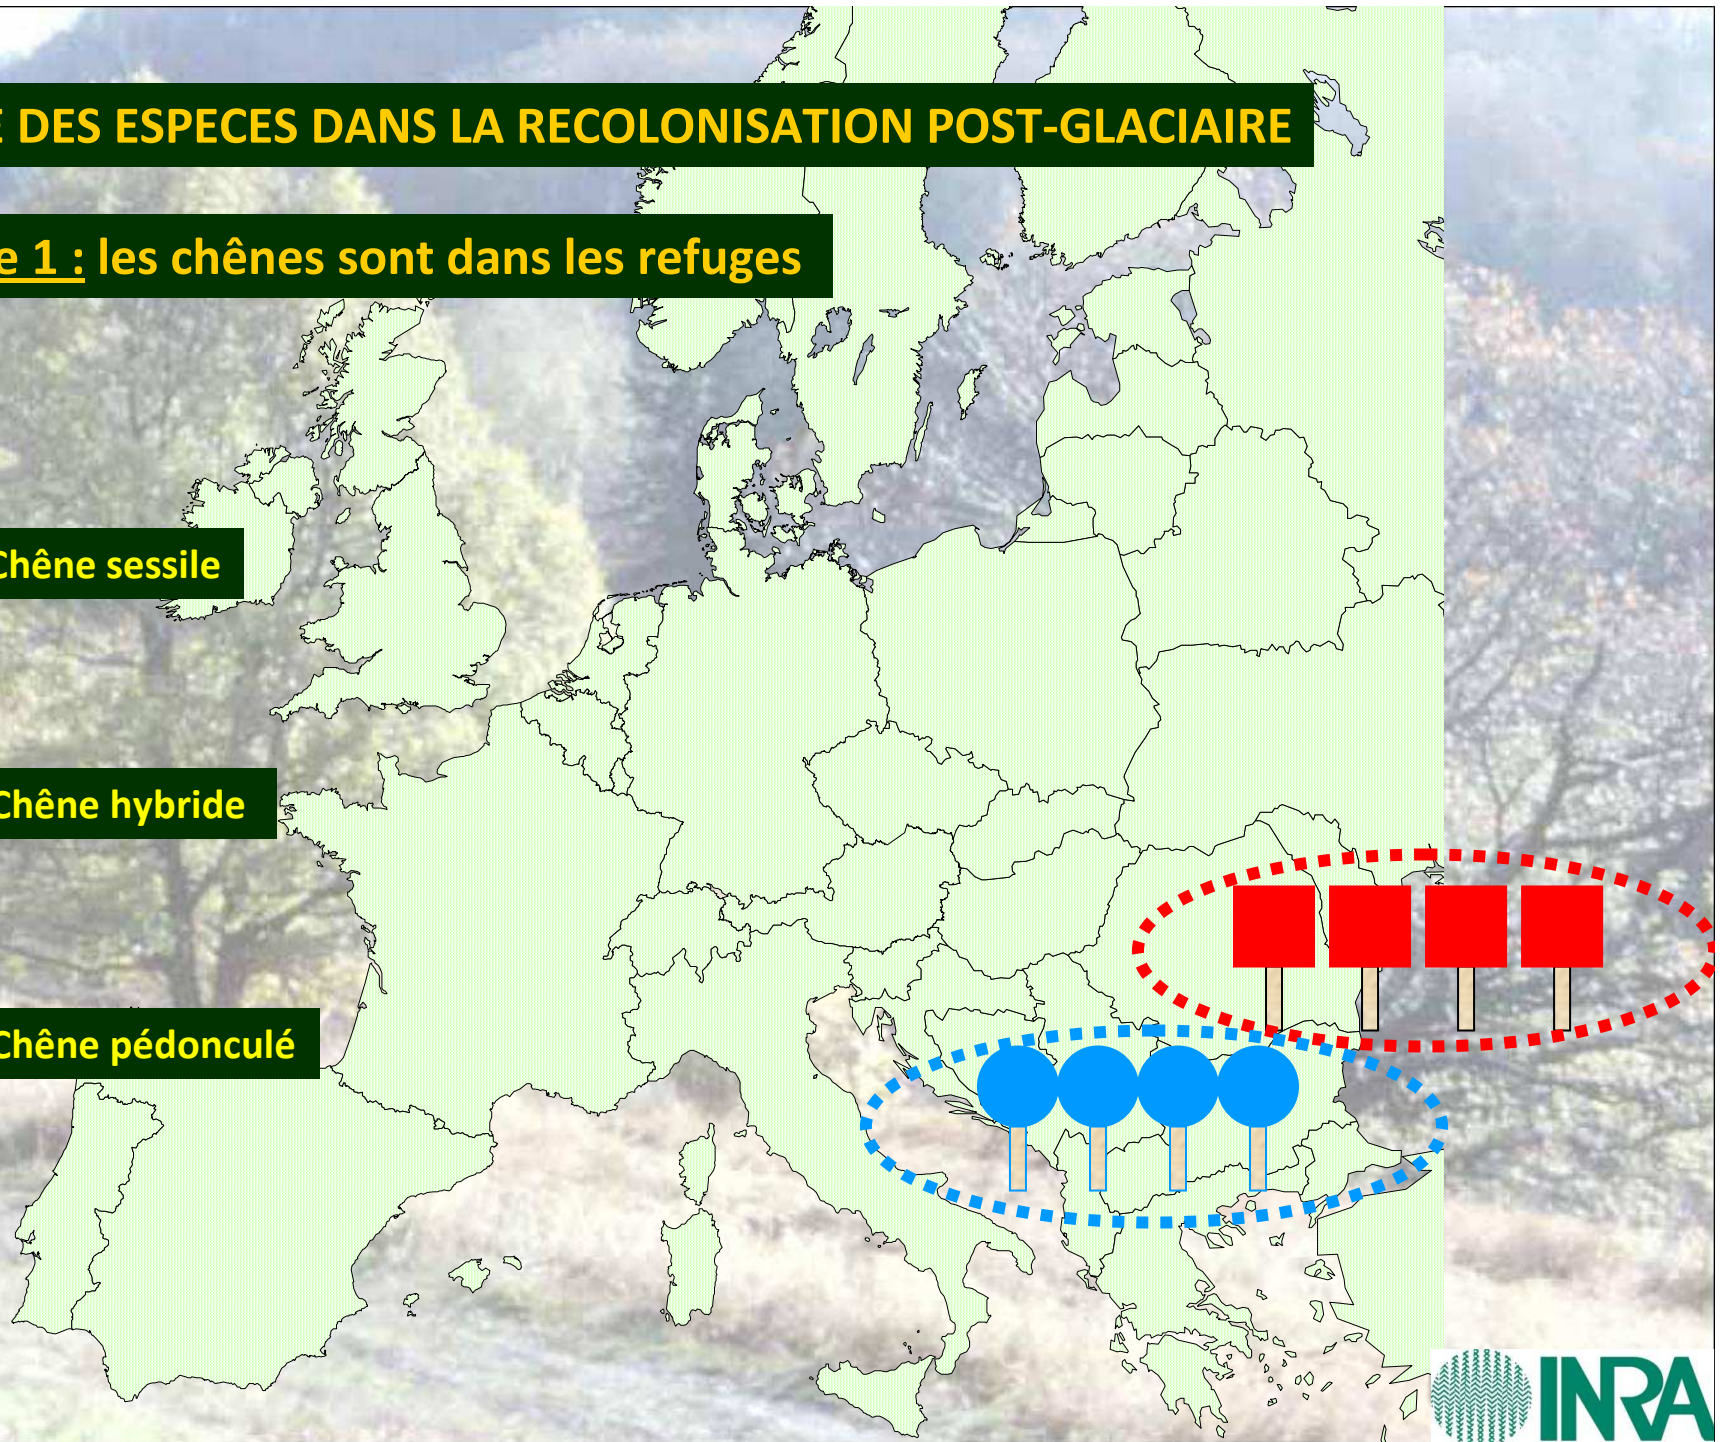 DES ESPECES DANS LA RECOLONISATION POST-GLACIAIRE
1 : les chênes sont dans les refuges
Chêne sessile
Chêne hybride
Chêne pédonculé
INRA